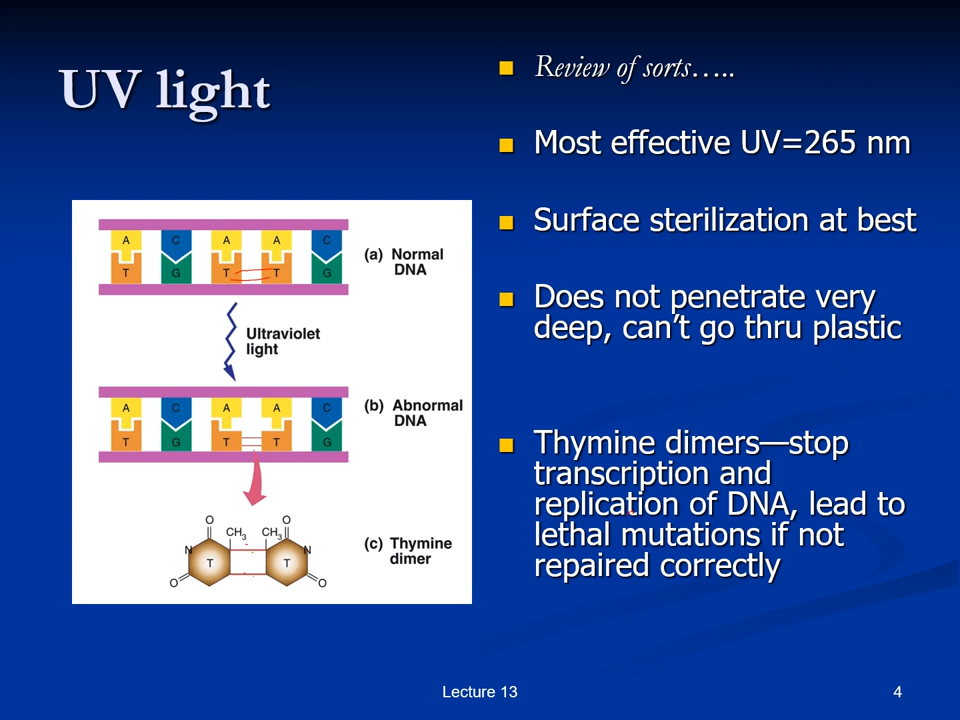 UV light
Review of sorts…..
Most effective UV=265 nm
Surface sterilization at best
Does not penetrate very
deep, can’t go thru plastic
Thymine dimers—stop
transcription and
replication of DNA, lead to
lethal mutations if not
repaired correctly
A C A A C
T G T T G
(a) Normal
DNA
Ultraviolet
light
A C A A C
T G T T G
(b) Abnormal
DNA
O O
CH3 CH3
N N
T T
O O
(c) Thymine
dimer
Lecture 13
4